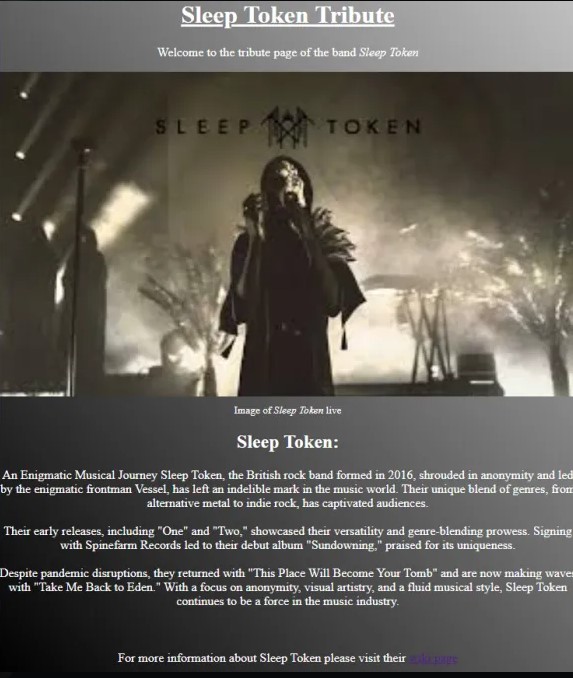 Sleep Token Tribute
Welcome to the tribute page of the band Sleep Token
SLEEP TOKEN
Image of Sleep Token live
Sleep Token:
An Enigmatic Musical Journey Sleep Token, the British rock band formed in 2016, shrouded in anonymity and led
by the enigmatic frontman Vessel, has left an indelible mark in the music world. Their unique blend of genres, from
alternative metal to indie rock, has captivated audiences.
Their early releases, including "One" and "Two," showcased their versatility and genre-blending prowess. Signing
with Spinefarm Records led to their debut album "Sundowning," praised for its uniqueness.
Despite pandemic disruptions, they returned with "This Place Will Become Your Tomb" and are now making waves
with "Take Me Back to Eden." With a focus on anonymity, visual artistry, and a fluid musical style, Sleep Token
continues to be a force in the music industry.
For more information about Sleep Token please visit their